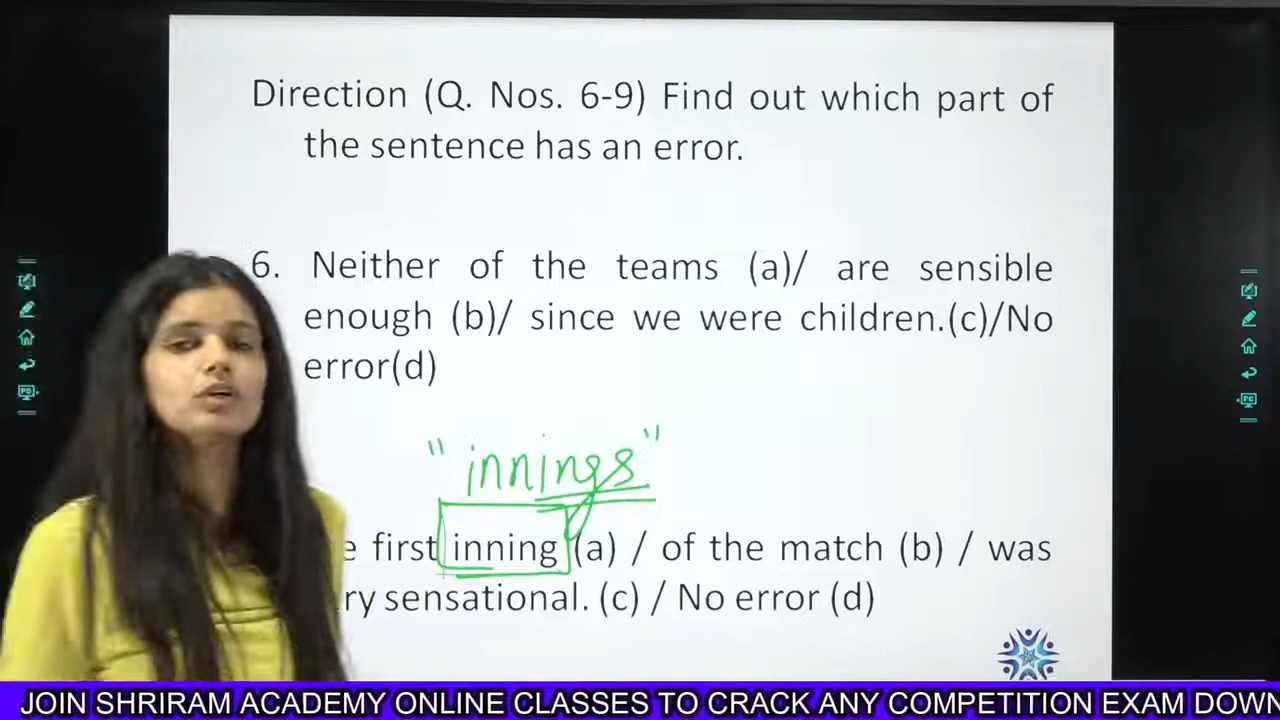 Direction (Q. Nos. 6-9) Find out which part of
the sentence has an error.
6. Neither of the teams (a)/ are sensible
enough (b)/ since we were children.(c)/No
error(d)
"innings"
first inning (a) / of the match (b) / was
sensational. (c) / No error (d)
JOIN SHRIRAM ACADEMY ONLINE CLASSES TO CRACK ANY COMPETITION EXAM DOWN